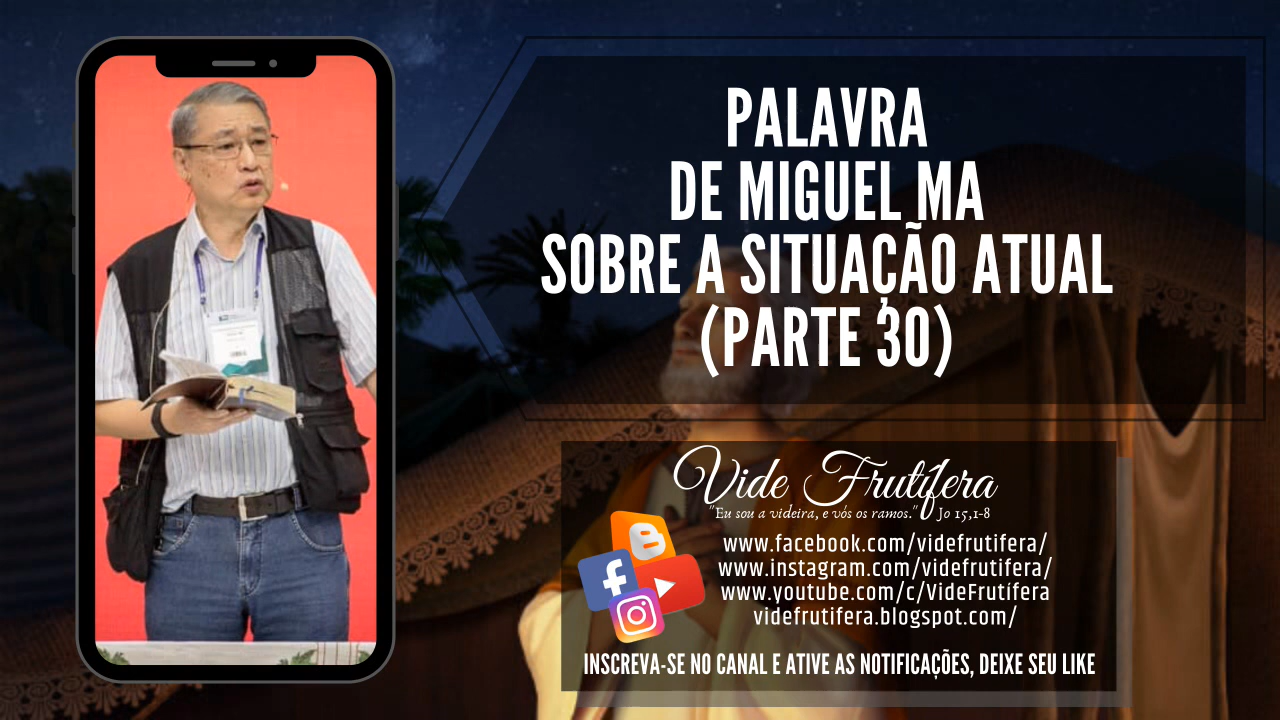 PALAVRA
DE MIGUEL MA
SOBRE A SITUAÇÃO ATUAL
(PARTE 30)
Vide Frutífera
"Eu sou a videira, e vós os ramos." Jo 15,1-8
www.facebook.com/videfrutifera/
www.instagram.com/videfrutifera/
www.youtube.com/c/VideFrutífera
videfrutifera.blogspot.com/
INSCREVA-SE NO CANAL E ATIVE AS NOTIFICAÇÕES, DEIXE SEU LIKE